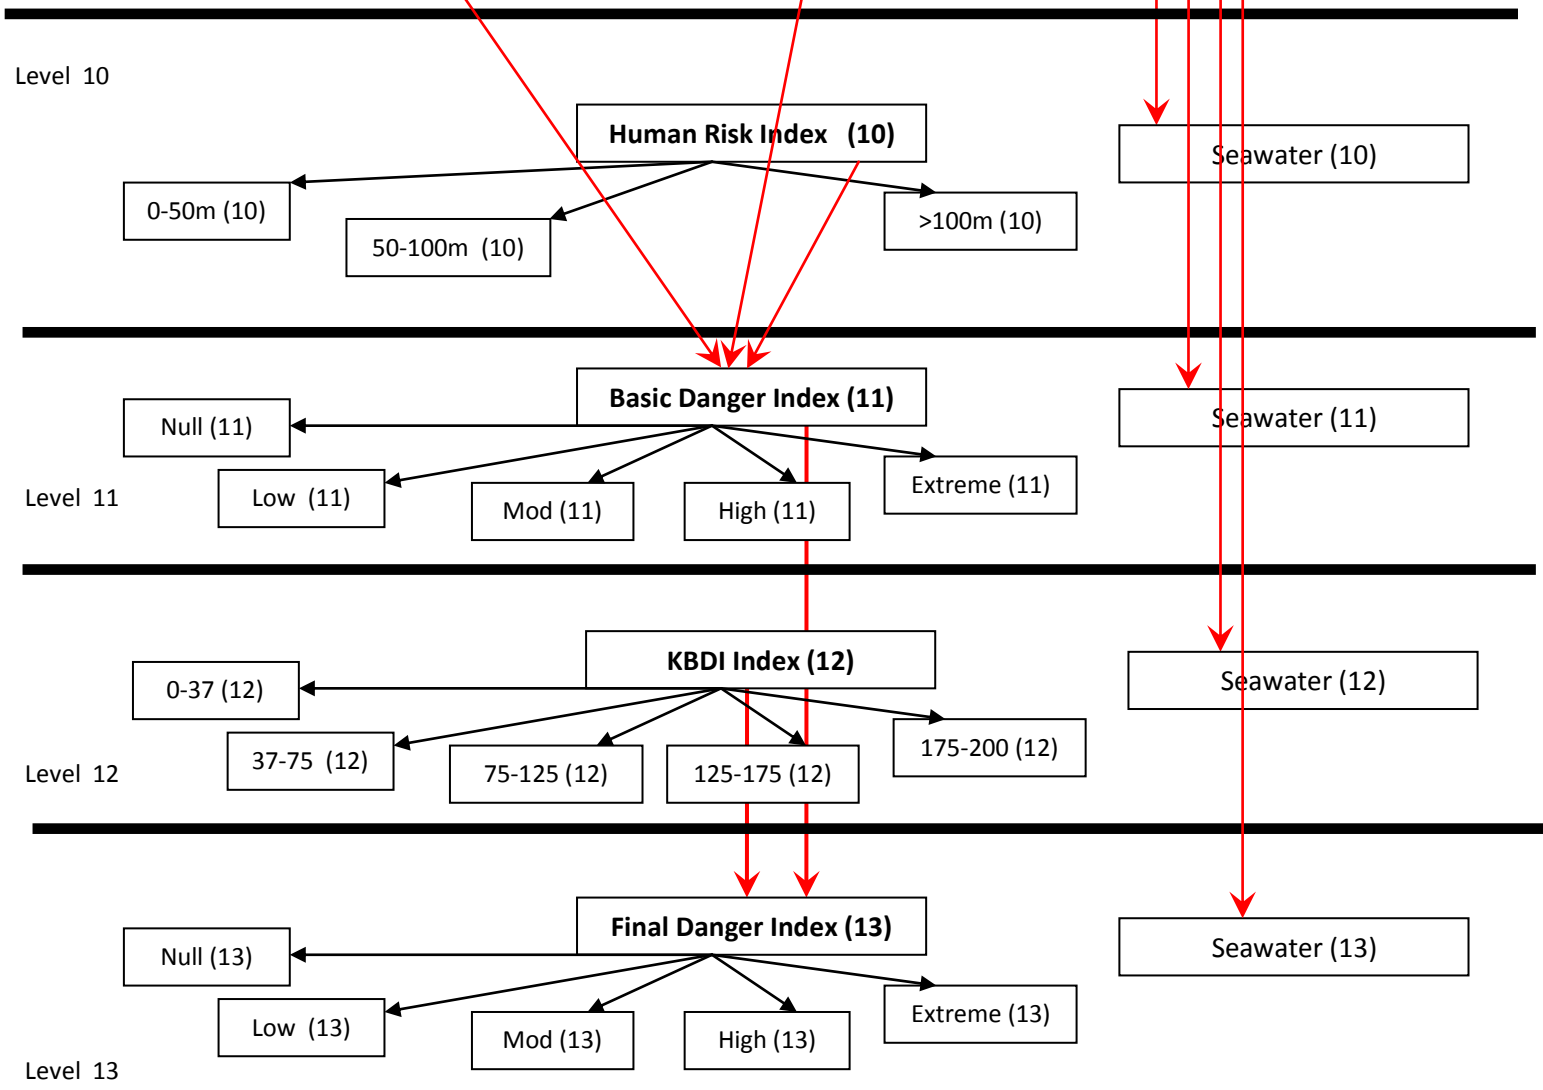 Level 10
Human Risk Index (10)
Seawater (10)
0-50m (10)
50-100m (10)
>100m (10)
Basic Danger Index (11)
Seawater (11)
Null (11)
Low (11)
Mod (11)
High (11)
Extreme (11)
Level 11
KBDI Index (12)
Seawater (12)
0-37 (12)
37-75 (12)
75-125 (12)
125-175 (12)
175-200 (12)
Level 12
Final Danger Index (13)
Seawater (13)
Null (13)
Low (13)
Mod (13)
High (13)
Extreme (13)
Level 13